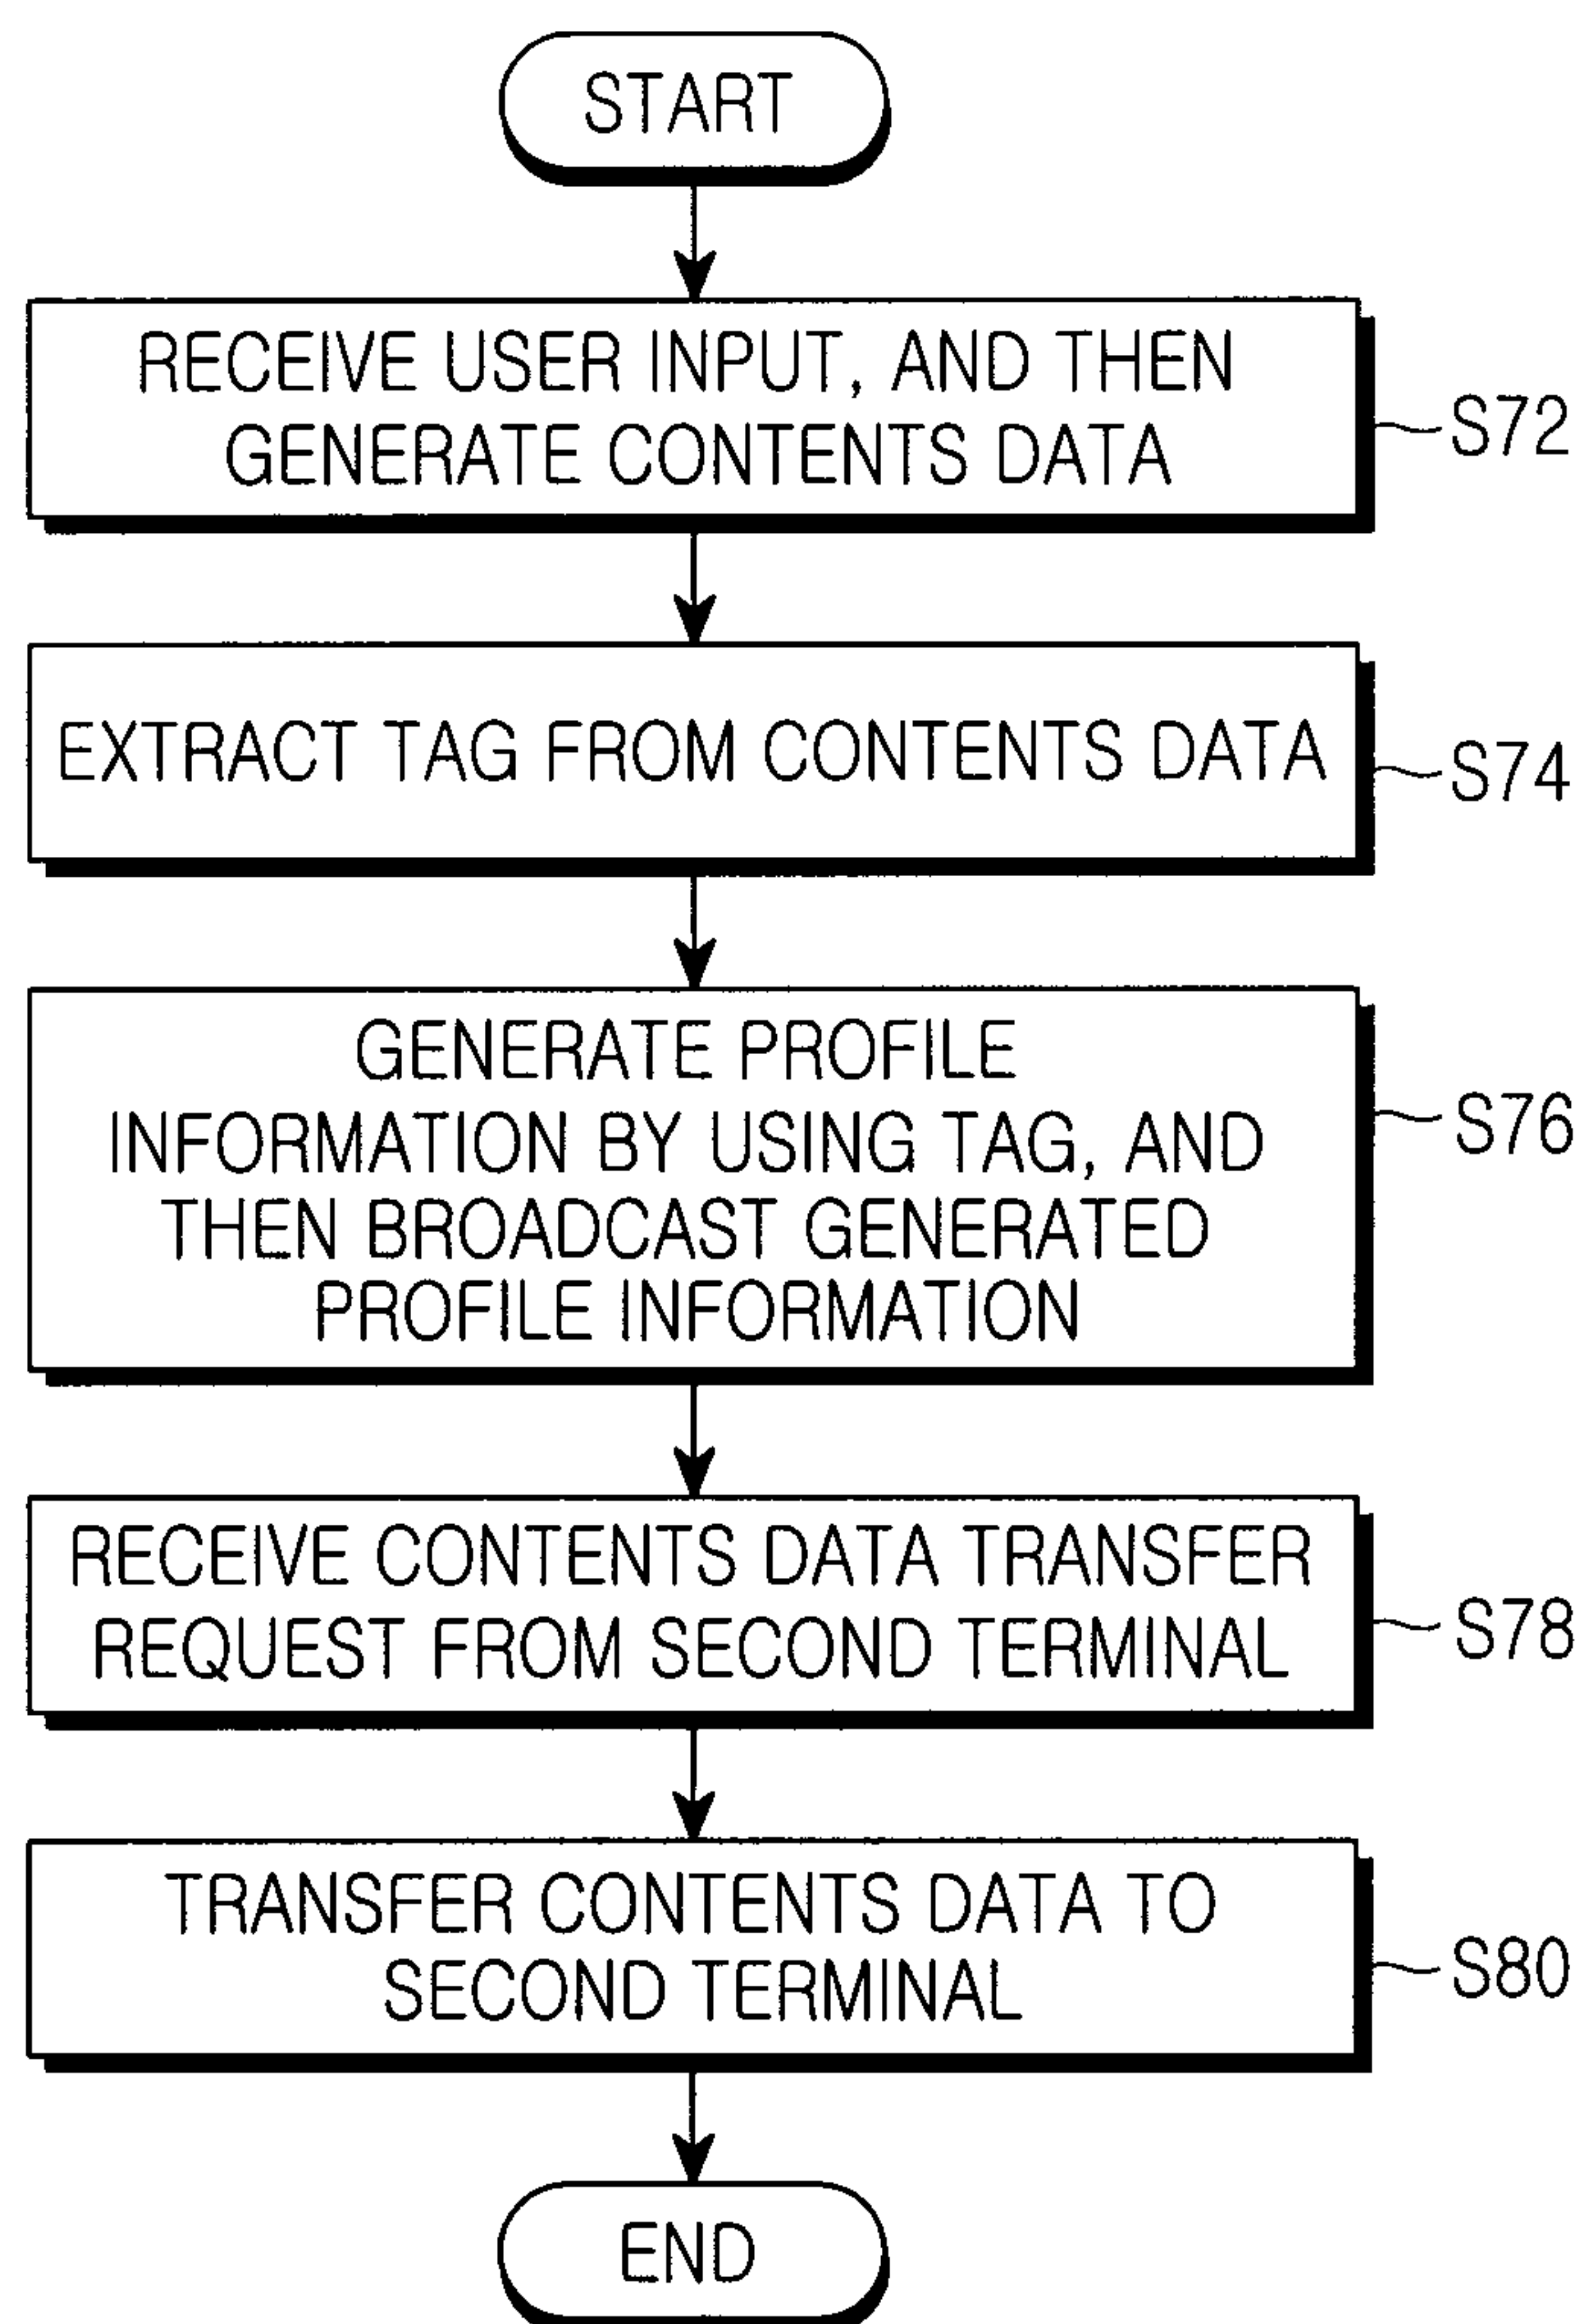 START
RECEIVE USER INPUT, AND THEN
GENERATE CONTENTS DATA
S72
EXTRACT TAG FROM CONTENTS DATA
S74
GENERATE PROFILE
INFORMATION BY USING TAG, AND
THEN BROADCAST GENERATED
PROFILE INFORMATION
S76
RECEIVE CONTENTS DATA TRANSFER
REQUEST FROM SECOND TERMINAL
S78
TRANSFER CONTENTS DATA TO
SECOND TERMINAL
S80
END